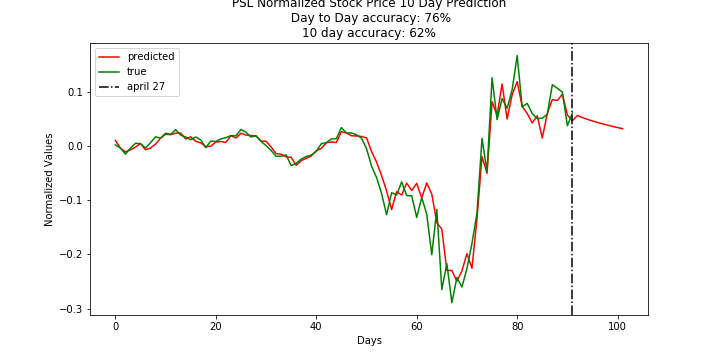 PSL Normalized Stock Price 10 Day Prediction
Day to Day accuracy: 76%
10 day accuracy: 62%
predicted
true
april 27
Normalized Values
0.1
0.0
−0.1
−0.2
−0.3
0
20
40
60
80
100
Days